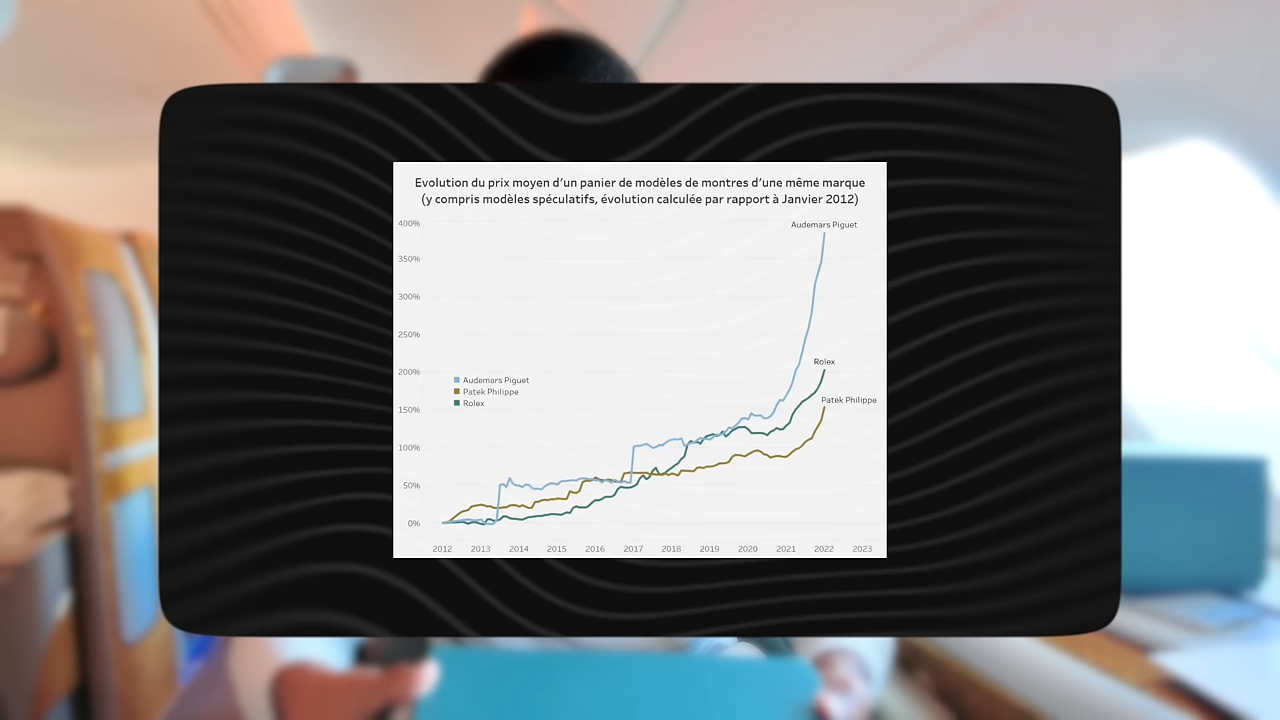 Evolution du prix moyen d'un panier de modèles de montres d'une même marque
(y compris modèles spéculatifs, évolution calculée par rapport à Janvier 2012)
400%
Audemars Piguet
350%
300%
250%
Rolex
200%
Audemars Piguet
Patek Philippe
Rolex
Patek Philippe
150%
100%
50%
0%
2012 2013 2014 2015 2016 2017 2018 2019 2020 2021 2022 2023